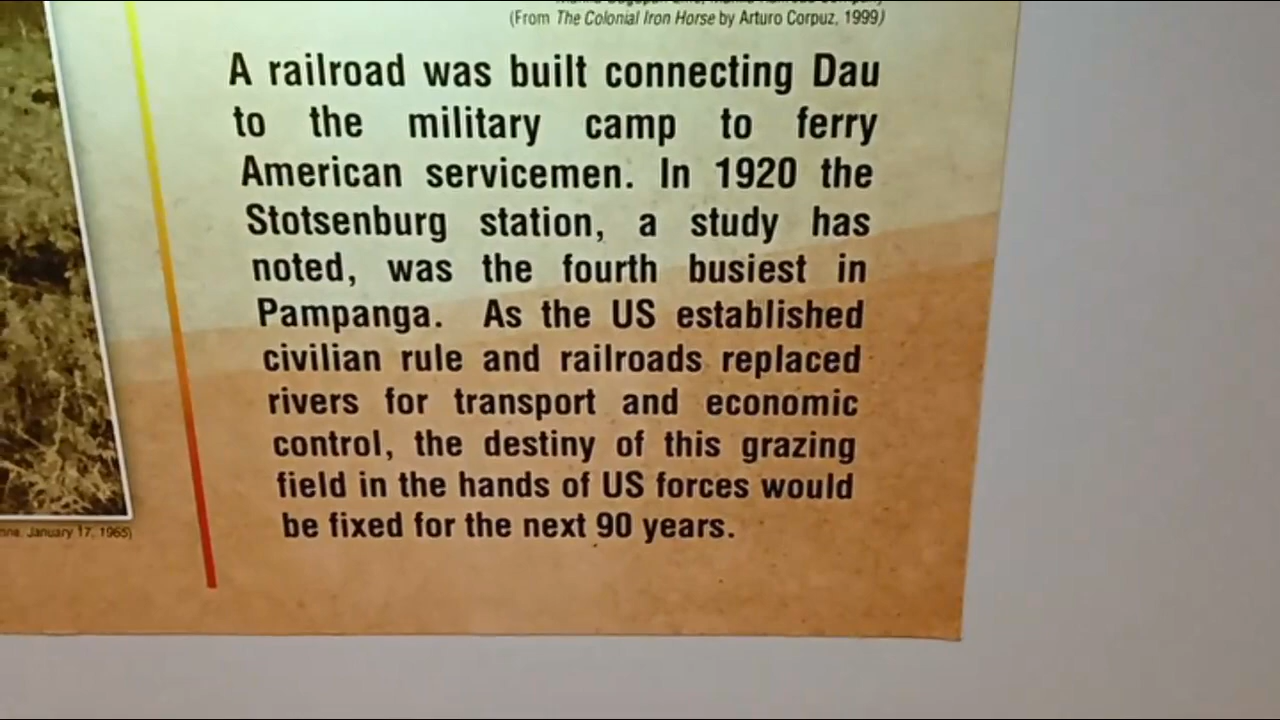 (From The Colonial Iron Horse by Arturo Corpuz, 1999)
A railroad was built connecting Dau
to the military camp to ferry
American servicemen. In 1920 the
Stotsenburg station, a study has
noted, was the fourth busiest in
Pampanga. As the US established
civilian rule and railroads replaced
rivers for transport and economic
control, the destiny of this grazing
field in the hands of US forces would
be fixed for the next 90 years.
January 17, 1965)